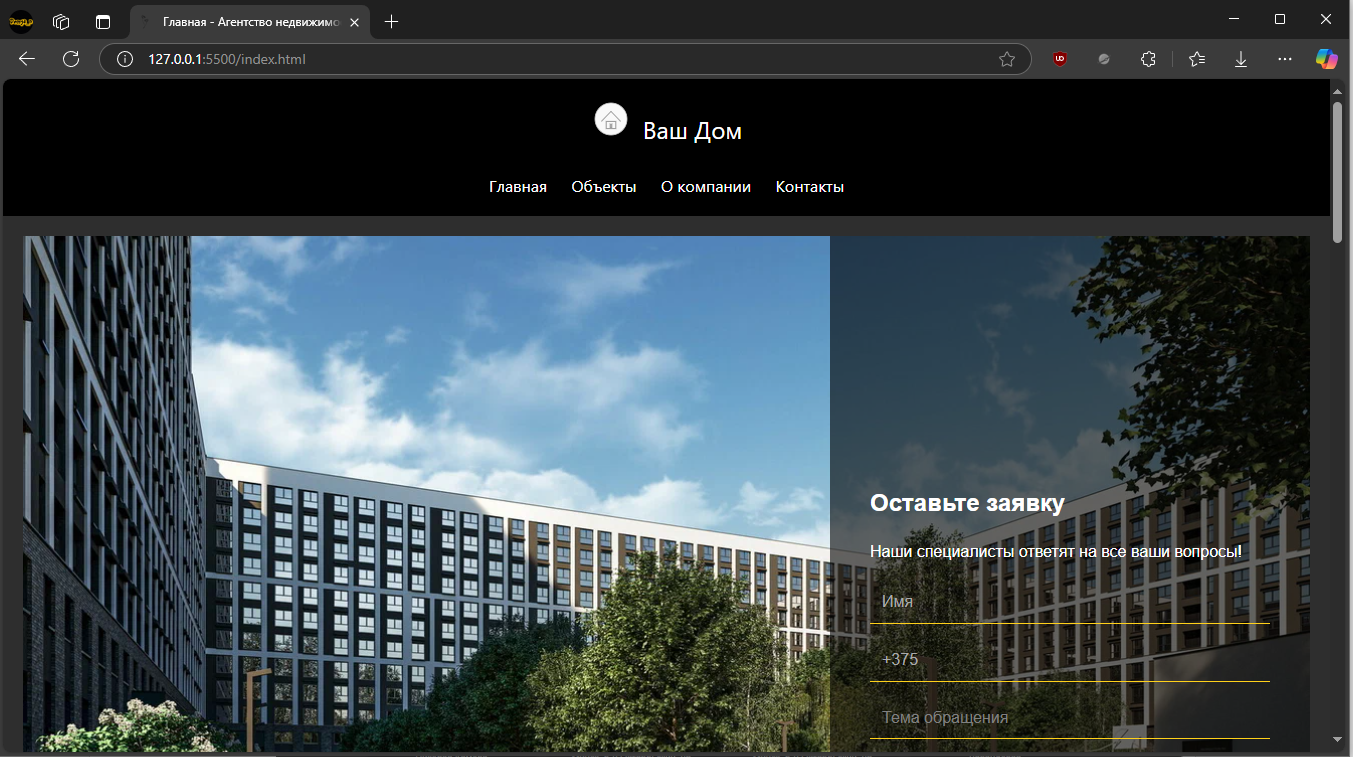 Главная - Агентство недвижимо
127.0.0.1:5500/index.html
Ваш Дом
Главная Объекты О компании Контакты
Оставьте заявку
Наши специалисты ответят на все ваши вопросы!
Имя
+375
Тема обращения